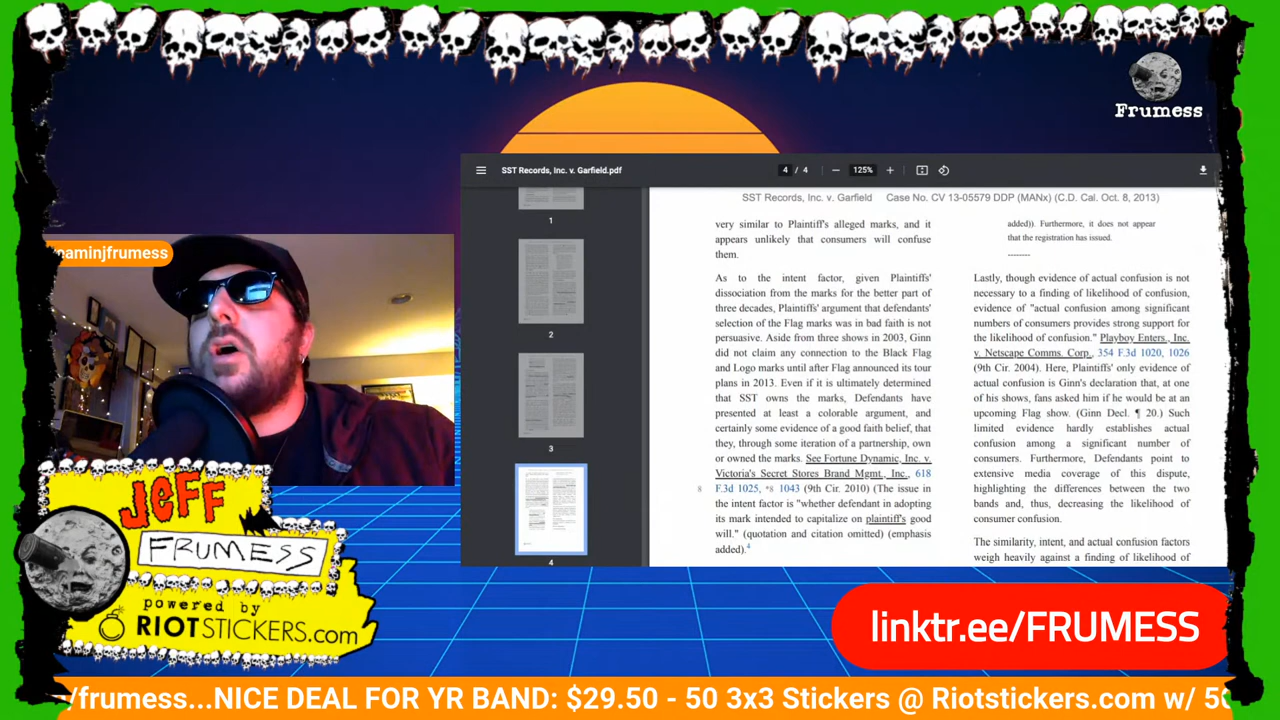 Frumess
SST Records, Inc. v. Garfield.pdf
4 / 4
125%
1
2
3
4
SST Records, Inc. v. Garfield Case No. CV 13-05579 DDP (MANx) (C.D. Cal. Oct. 8, 2013)
very similar to Plaintiff's alleged marks, and it
appears unlikely that consumers will confuse
them.
As to the intent factor, given Plaintiffs'
dissociation from the marks for the better part of
three decades, Plaintiffs' argument that defendants'
selection of the Flag marks was in bad faith is not
persuasive. Aside from three shows in 2003, Ginn
did not claim any connection to the Black Flag
and Logo marks until after Flag announced its tour
plans in 2013. Even if it is ultimately determined
that SST owns the marks, Defendants have
presented at least a colorable argument, and
certainly some evidence of a good faith belief, that
they, through some iteration of a partnership, own
or owned the marks. See Fortune Dynamic, Inc. v.
Victoria's Secret Stores Brand Mgmt., Inc., 618
8 F.3d 1025, *8 1043 (9th Cir. 2010) (The issue in
the intent factor is "whether defendant in adopting
its mark intended to capitalize on plaintiff's good
will." (quotation and citation omitted) (emphasis
added).4
added)). Furthermore, it does not appear
that the registration has issued.
--------
Lastly, though evidence of actual confusion is not
necessary to a finding of likelihood of confusion,
evidence of "actual confusion among significant
numbers of consumers provides strong support for
the likelihood of confusion." Playboy Enters., Inc.
v. Netscape Comms. Corp., 354 F.3d 1020, 1026
(9th Cir. 2004). Here, Plaintiffs' only evidence of
actual confusion is Ginn's declaration that, at one
of his shows, fans asked him if he would be at an
upcoming Flag show. (Ginn Decl. ¶ 20.) Such
limited evidence hardly establishes actual
confusion among a significant number of
consumers. Furthermore, Defendants point to
extensive media coverage of this dispute,
highlighting the differences between the two
bands and, thus, decreasing the likelihood of
consumer confusion.
The similarity, intent, and actual confusion factors
weigh heavily against a finding of likelihood of
eaminjfrumess
JEFF
FRUMESS
powered by
RIOTSTICKERS.com
linktr.ee/FRUMESS
/frumess...NICE DEAL FOR YR BAND: $29.50 - 50 3x3 Stickers @ Riotstickers.com w/ 50